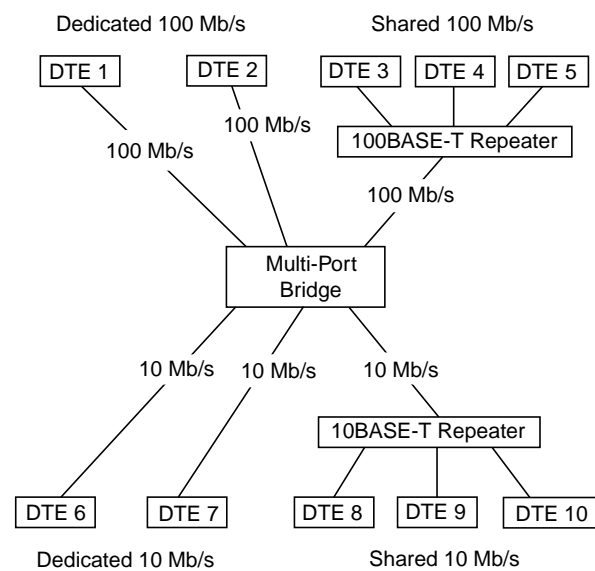 Dedicated 100 Mb/s
Shared 100 Mb/s
DTE 1
DTE 2
DTE 3
DTE 4
DTE 5
100 Mb/s
100 Mb/s
100BASE-T Repeater
100 Mb/s
Multi-Port
Bridge
10 Mb/s
10 Mb/s
10 Mb/s
10BASE-T Repeater
DTE 6
DTE 7
DTE 8
DTE 9
DTE 10
Dedicated 10 Mb/s
Shared 10 Mb/s